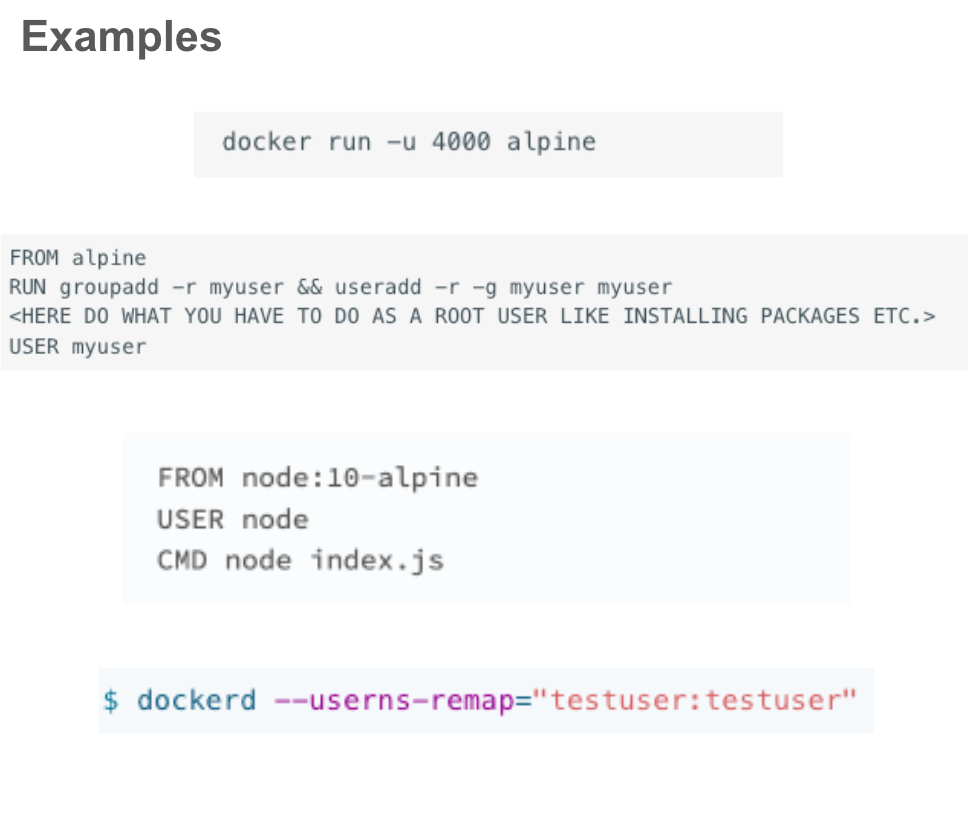 Examples
docker run -u 4000 alpine
FROM alpine
RUN groupadd -r myuser && useradd -r -g myuser myuser
<HERE DO WHAT YOU HAVE TO DO AS A ROOT USER LIKE INSTALLING PACKAGES ETC.>
USER myuser
FROM node:10-alpine
USER node
CMD node index.js
$ dockerd --userns-remap="testuser:testuser"